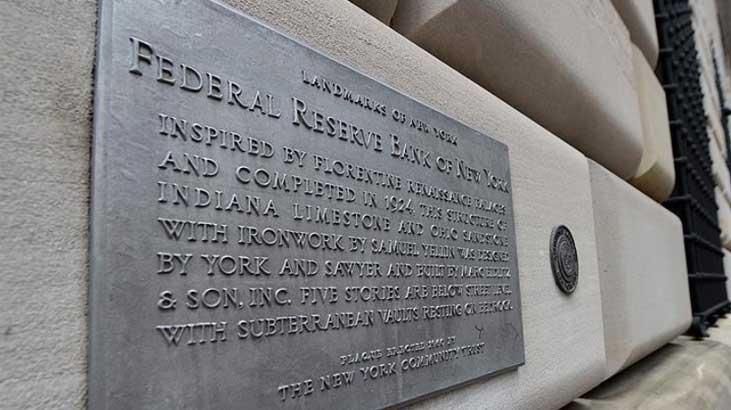 LANDMARKS OF NEW YORK
FEDERAL RESERVE BANK OF NEW YORK
INSPIRED BY FLORENTINE RENAISSANCE PALACES
AND COMPLETED IN 1924, THIS STRUCTURE OF
INDIANA LIMESTONE AND OHIO SANDSTONE
WITH IRONWORK BY SAMUEL YELLIN WAS DESIGNED
BY YORK AND SAWYER AND BUILT BY MARC EIDLITZ
& SON, INC. FIVE STORIES ARE BELOW STREET LEVEL
WITH SUBTERRANEAN VAULTS RESTING ON BEDROCK.
PLAQUE ERECTED
THE NEW YORK COMMUNITY TRUST